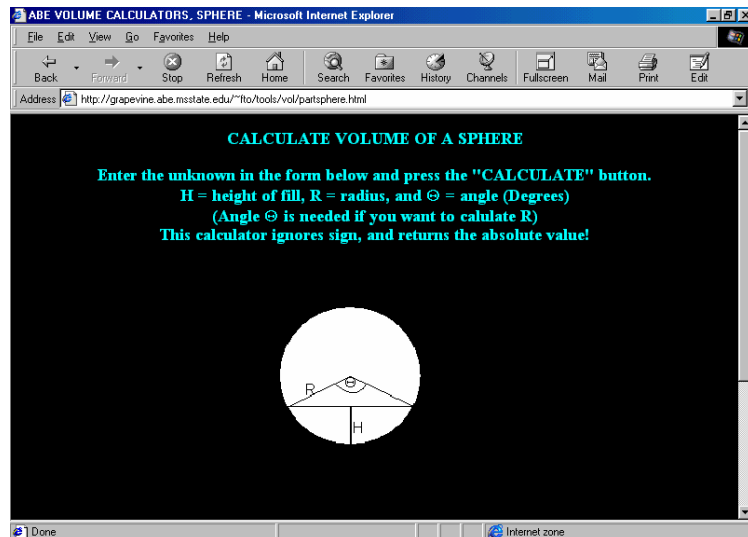 ABE VOLUME CALCULATORS, SPHERE - Microsoft Internet Explorer
File Edit View Go Favorites Help
Back Forward Stop Refresh Home Search Favorites History Channels Fullscreen Mail Print Edit
Address http://grapevine.abe.msstate.edu/~fto/tools/vol/partsphere.html
CALCULATE VOLUME OF A SPHERE
Enter the unknown in the form below and press the "CALCULATE" button.
H = height of fill, R = radius, and Θ = angle (Degrees)
(Angle Θ is needed if you want to calulate R)
This calculator ignores sign, and returns the absolute value!
Θ
R
H
Done Internet zone